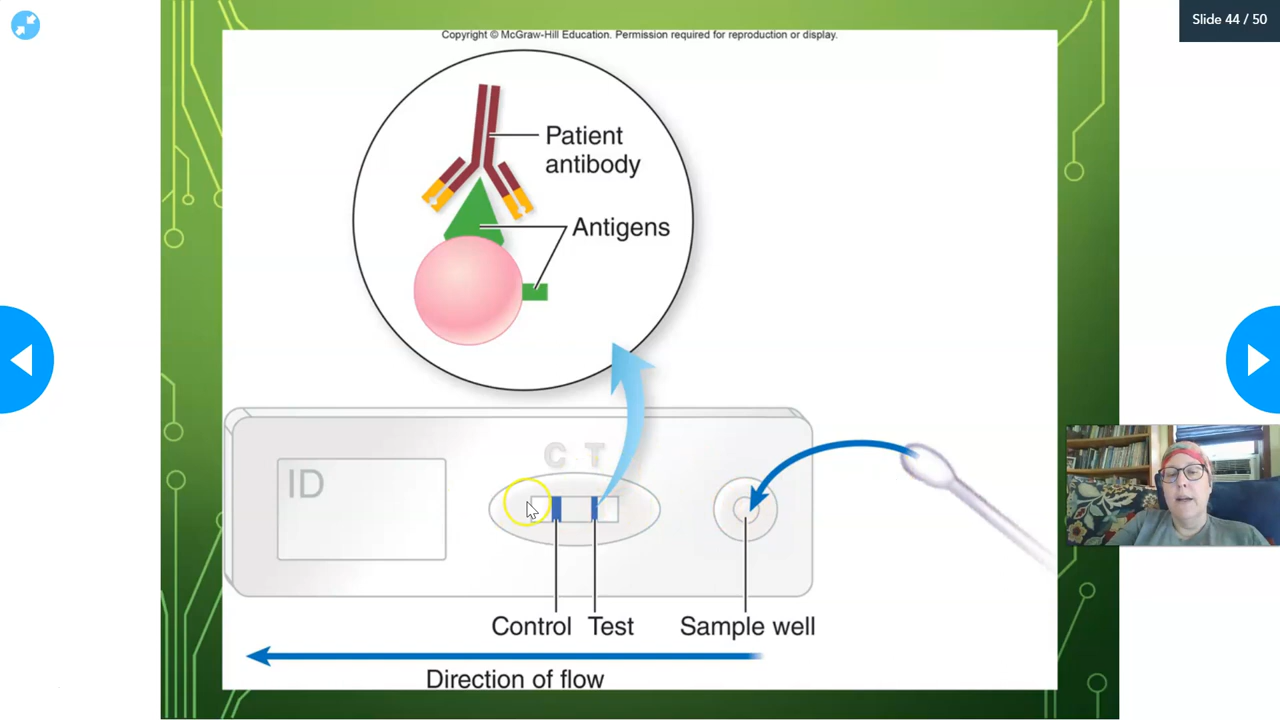 Slide 44 / 50
Copyright © McGraw-Hill Education. Permission required for reproduction or display.
Patient
antibody
Antigens
C T
ID
Control Test Sample well
Direction of flow